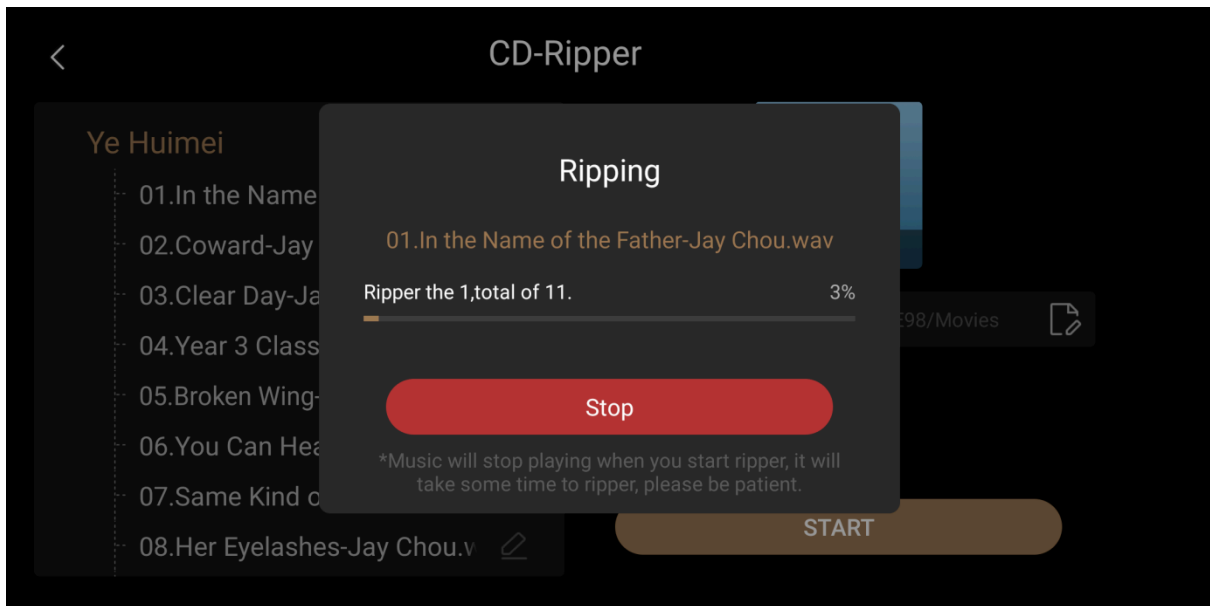 CD-Ripper
Ye Huimei
01.In the Name
02.Coward-Jay
03.Clear Day-Ja
04.Year 3 Class
05.Broken Wing-
06.You Can Hea
07.Same Kind o
08.Her Eyelashes-Jay Chou.w
Ripping
01.In the Name of the Father-Jay Chou.wav
Ripper the 1,total of 11.
3%
Stop
*Music will stop playing when you start ripper, it will
take some time to ripper, please be patient.
E98/Movies
START